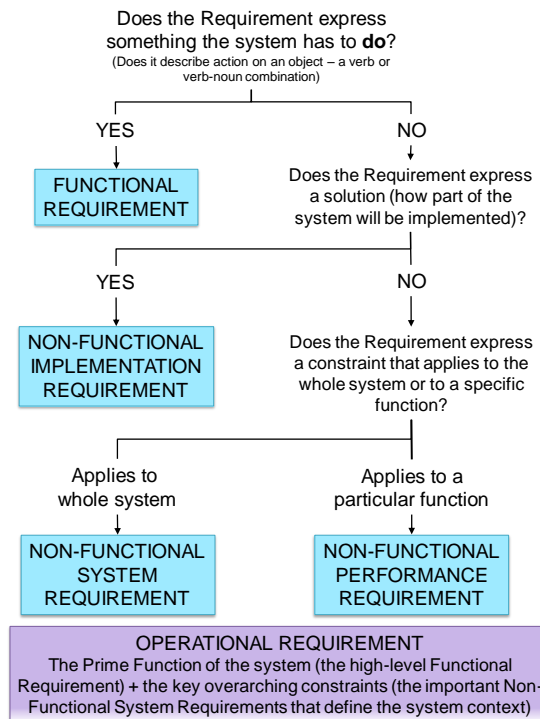 Does the Requirement express
something the system has to do?
(Does it describe action on an object – a verb or
verb-noun combination)
YES
NO
FUNCTIONAL
REQUIREMENT
Does the Requirement express
a solution (how part of the
system will be implemented)?
YES
NO
NON-FUNCTIONAL
IMPLEMENTATION
REQUIREMENT
Does the Requirement express
a constraint that applies to the
whole system or to a specific
function?
Applies to
whole system
Applies to a
particular function
NON-FUNCTIONAL
SYSTEM
REQUIREMENT
NON-FUNCTIONAL
PERFORMANCE
REQUIREMENT
OPERATIONAL REQUIREMENT
The Prime Function of the system (the high-level Functional
Requirement) + the key overarching constraints (the important Non-
Functional System Requirements that define the system context)